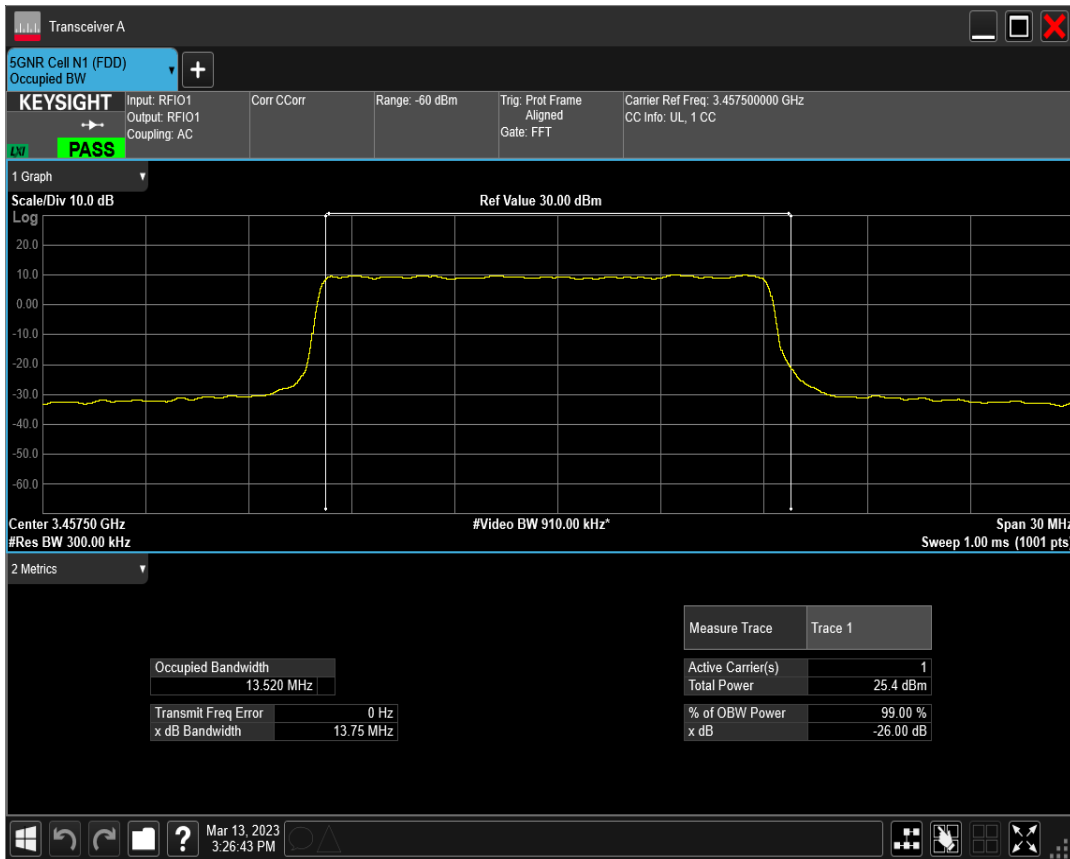 Transceiver A
5GNR Cell N1 (FDD)
Occupied BW
KEYSIGHT
LXI
PASS
Input: RFIO1
Output: RFIO1
Coupling: AC
Corr CCorr
Range: -60 dBm
Trig: Prot Frame
Aligned
Gate: FFT
Carrier Ref Freq: 3.457500000 GHz
CC Info: UL, 1 CC
1 Graph
Scale/Div 10.0 dB
Ref Value 30.00 dBm
Log
20.0
10.0
0.00
-10.0
-20.0
-30.0
-40.0
-50.0
-60.0
Center 3.45750 GHz
#Video BW 910.00 kHz*
Span 30 MHz
#Res BW 300.00 kHz
Sweep 1.00 ms (1001 pts)
2 Metrics
Measure Trace Trace 1
Occupied Bandwidth
13.520 MHz
Active Carrier(s) 1
Total Power 25.4 dBm
Transmit Freq Error 0 Hz
x dB Bandwidth 13.75 MHz
% of OBW Power 99.00 %
x dB -26.00 dB
?
Mar 13, 2023
3:26:43 PM